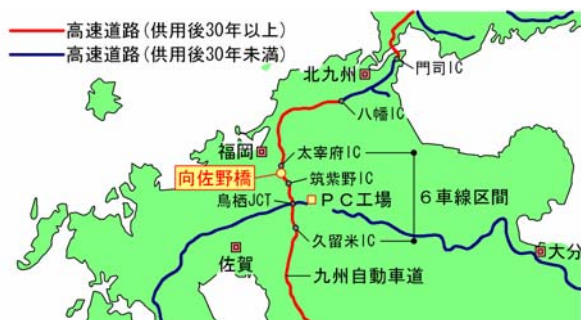 高速道路(供用後30年以上)
高速道路(供用後30年未満)
北九州
門司IC
八幡IC
福岡
太宰府IC
向佐野橋
筑紫野IC
鳥栖JCT
PC工場
6車線区間
久留米IC
佐賀
大分
九州自動車道